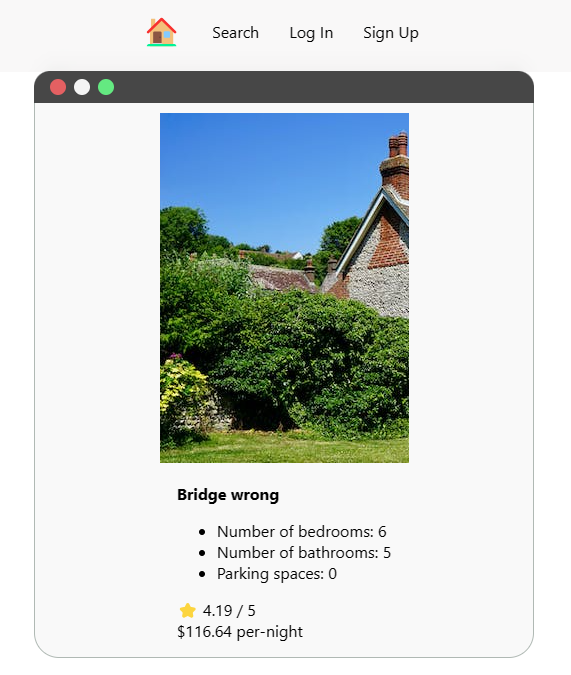 Search Log In Sign Up
Bridge wrong
Number of bedrooms: 6
Number of bathrooms: 5
Parking spaces: 0
4.19 / 5
$116.64 per-night